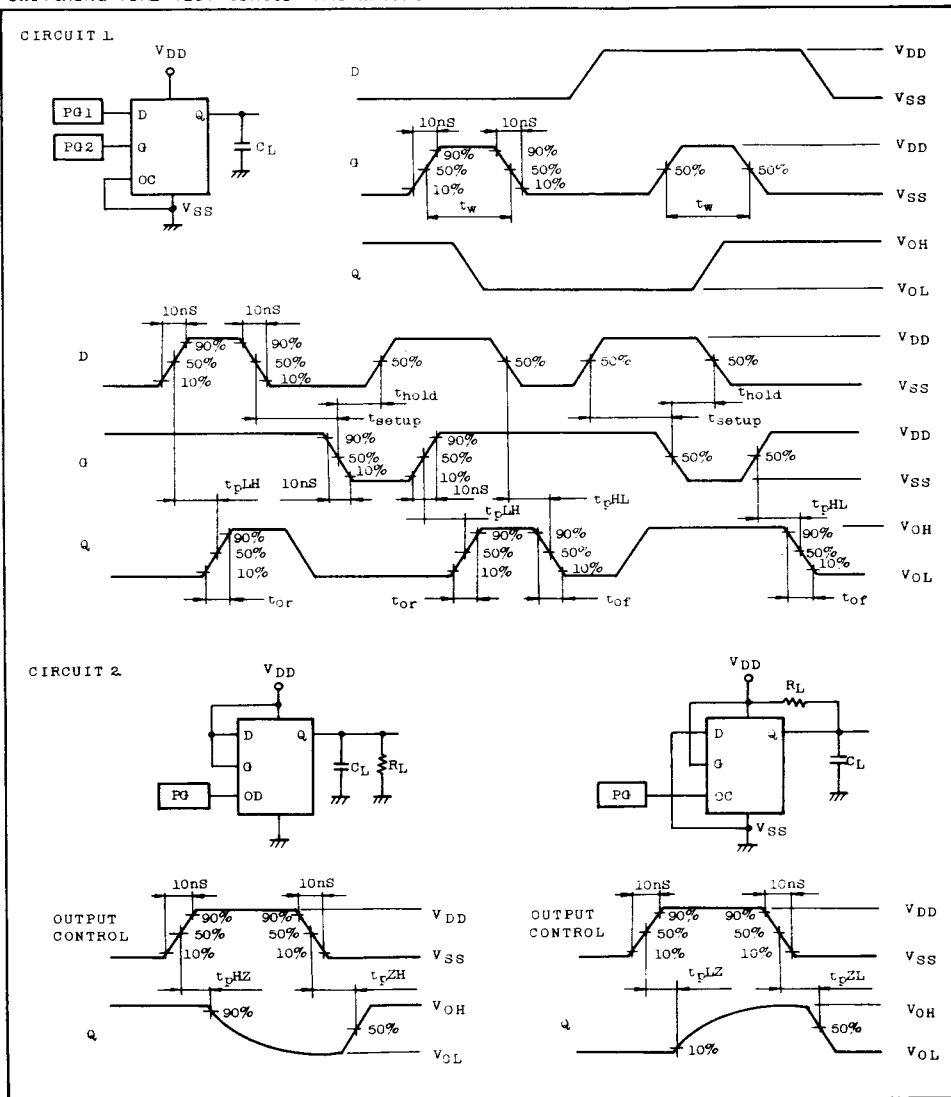 CIRCUIT 1.
VDD
PG1
PG2
D
G
OC
Q
CL
VSS
D
VDD
VSS
10nS
10nS
G
90%
50%
10%
90%
50%
10%
tw
50%
50%
tw
VDD
VSS
Q
VOH
VOL
10nS
10nS
D
90%
50%
10%
90%
50%
10%
50%
50%
50%
50%
VDD
VSS
thold
tsetup
thold
tsetup
G
90%
50%
10%
90%
50%
10%
50%
50%
VDD
VSS
tpLH
10nS
10nS
tpLH
tpHL
tpHL
Q
90%
50%
10%
90%
50%
10%
90%
50%
10%
90%
50%
10%
VOH
VOL
tor
tor
tof
tof
CIRCUIT 2.
VDD
D
G
OD
Q
PG
CL
RL
VDD
RL
D
G
OC
Q
PG
CL
VSS
10nS
10nS
OUTPUT
CONTROL
90%
50%
10%
90%
50%
10%
VDD
VSS
tpHZ
tpZH
Q
90%
50%
VOH
VOL
10nS
10nS
OUTPUT
CONTROL
90%
50%
10%
90%
50%
10%
VDD
VSS
tpLZ
tpZL
Q
10%
50%
VOH
VOL